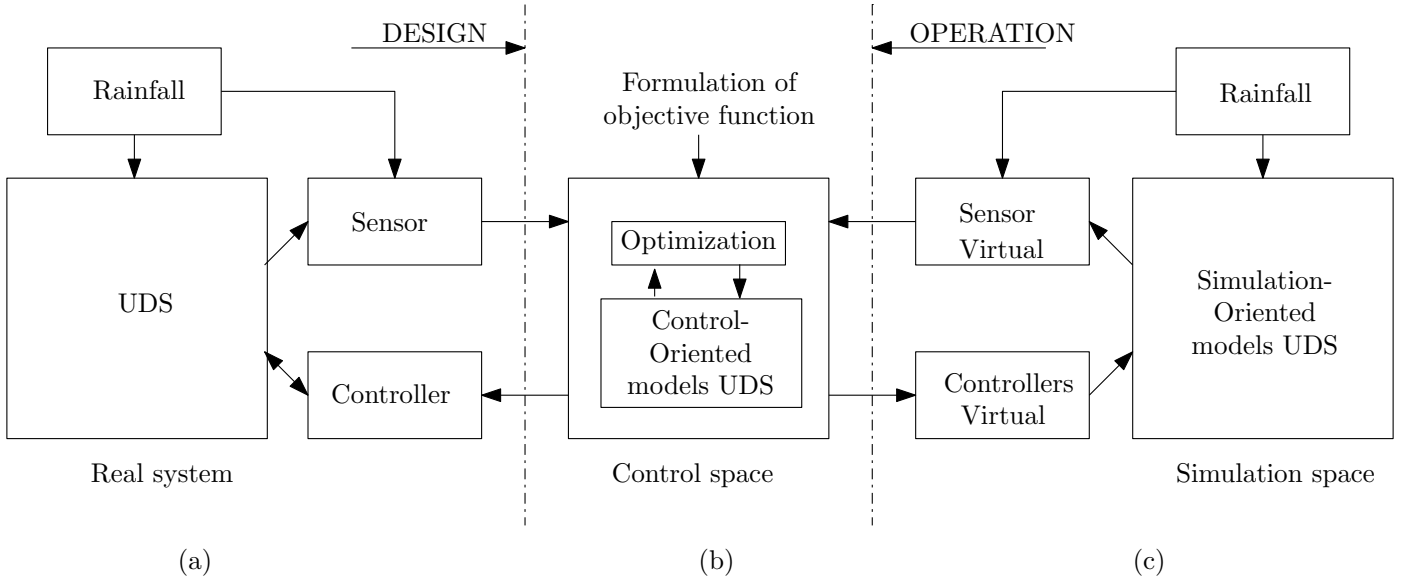 DESIGN
OPERATION
Rainfall
Formulation of
objective function
Rainfall
Sensor
Optimization
Sensor
Virtual
UDS
Control-
Oriented
models UDS
Simulation-
Oriented
models UDS
Controller
Controllers
Virtual
Real system
Control space
Simulation space
(a)
(b)
(c)